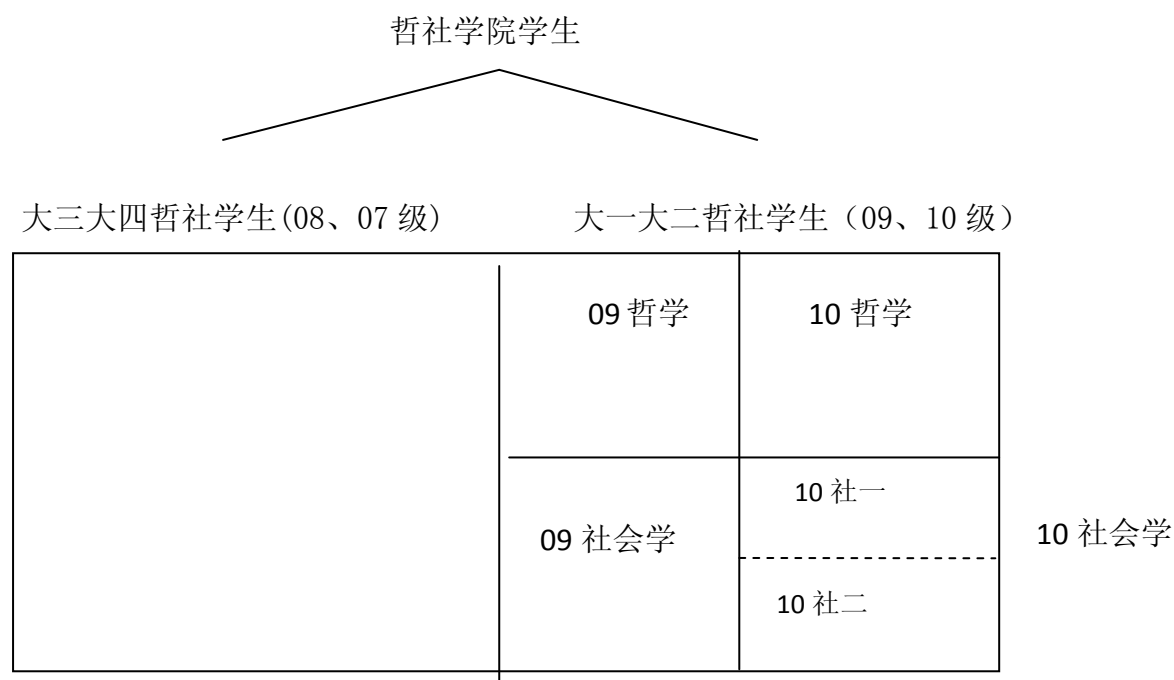 哲社学院学生
大三大四哲社学生(08、07 级)
大一大二哲社学生（09、10 级）
09 哲学
10 哲学
10 社一
09 社会学
10 社会学
10 社二